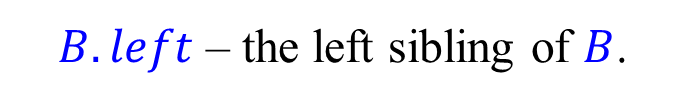 B.left – the left sibling of B.